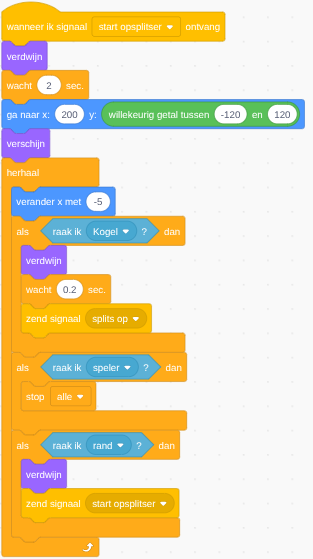 wanneer ik signaal start opsplitser ontvang
verdwijn
wacht 2 sec.
ga naar x: 200 y: willekeurig getal tussen -120 en 120
verschijn
herhaal
verander x met -5
als raak ik Kogel ? dan
verdwijn
wacht 0.2 sec.
zend signaal splits op
als raak ik speler ? dan
stop alle
als raak ik rand ? dan
verdwijn
zend signaal start opsplitser